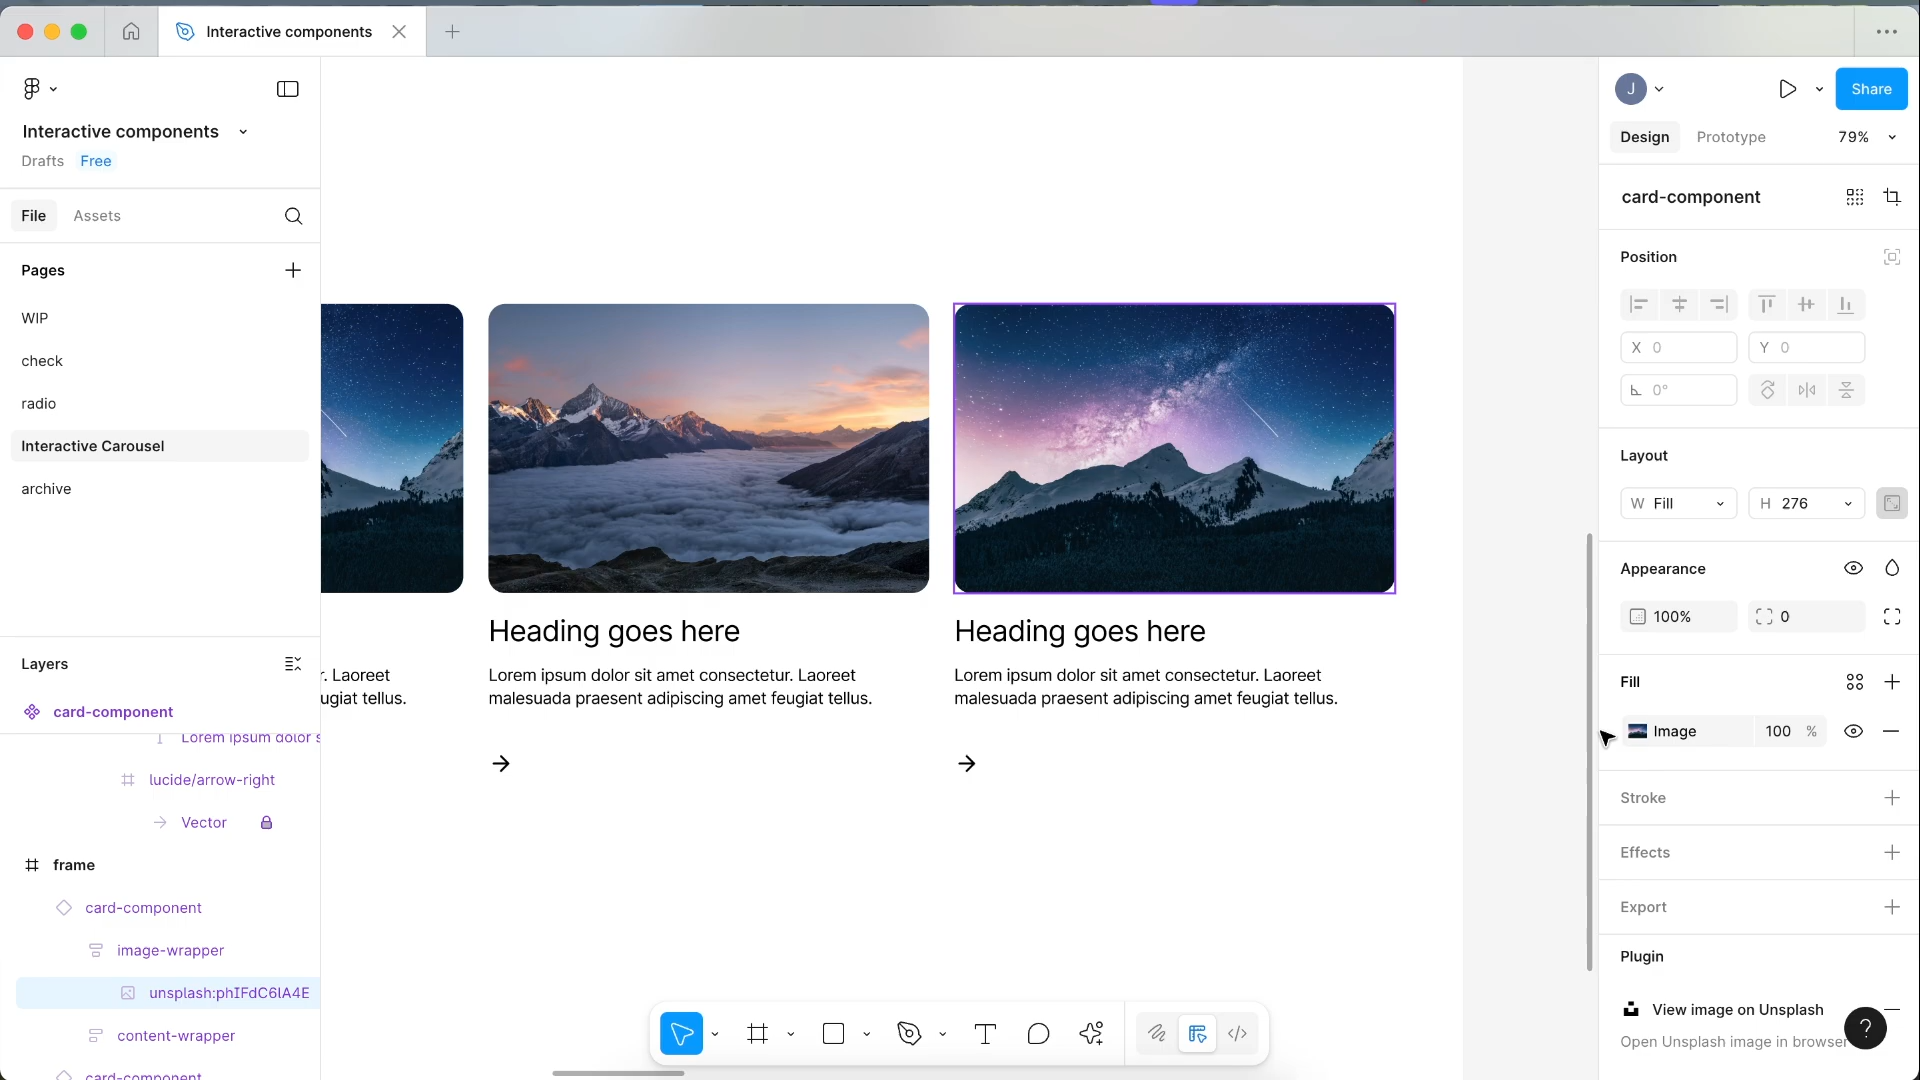 Interactive components
Interactive components
Drafts Free
File Assets
Pages
WIP
check
radio
Interactive Carousel
archive
Layers
card-component
Lorem ipsum dolor s
lucide/arrow-right
Vector
frame
card-component
image-wrapper
unsplash:phIFdC6lA4E
content-wrapper
card-component
r. Laoreet
ugiat tellus.
Heading goes here
Lorem ipsum dolor sit amet consectetur. Laoreet
malesuada praesent adipiscing amet feugiat tellus.
Heading goes here
Lorem ipsum dolor sit amet consectetur. Laoreet
malesuada praesent adipiscing amet feugiat tellus.
J Share
Design Prototype 79%
card-component
Position
X 0 Y 0
0°
Layout
W Fill H 276
Appearance
100% 0
Fill
Image 100 %
Stroke
Effects
Export
Plugin
View image on Unsplash
Open Unsplash image in browser
?